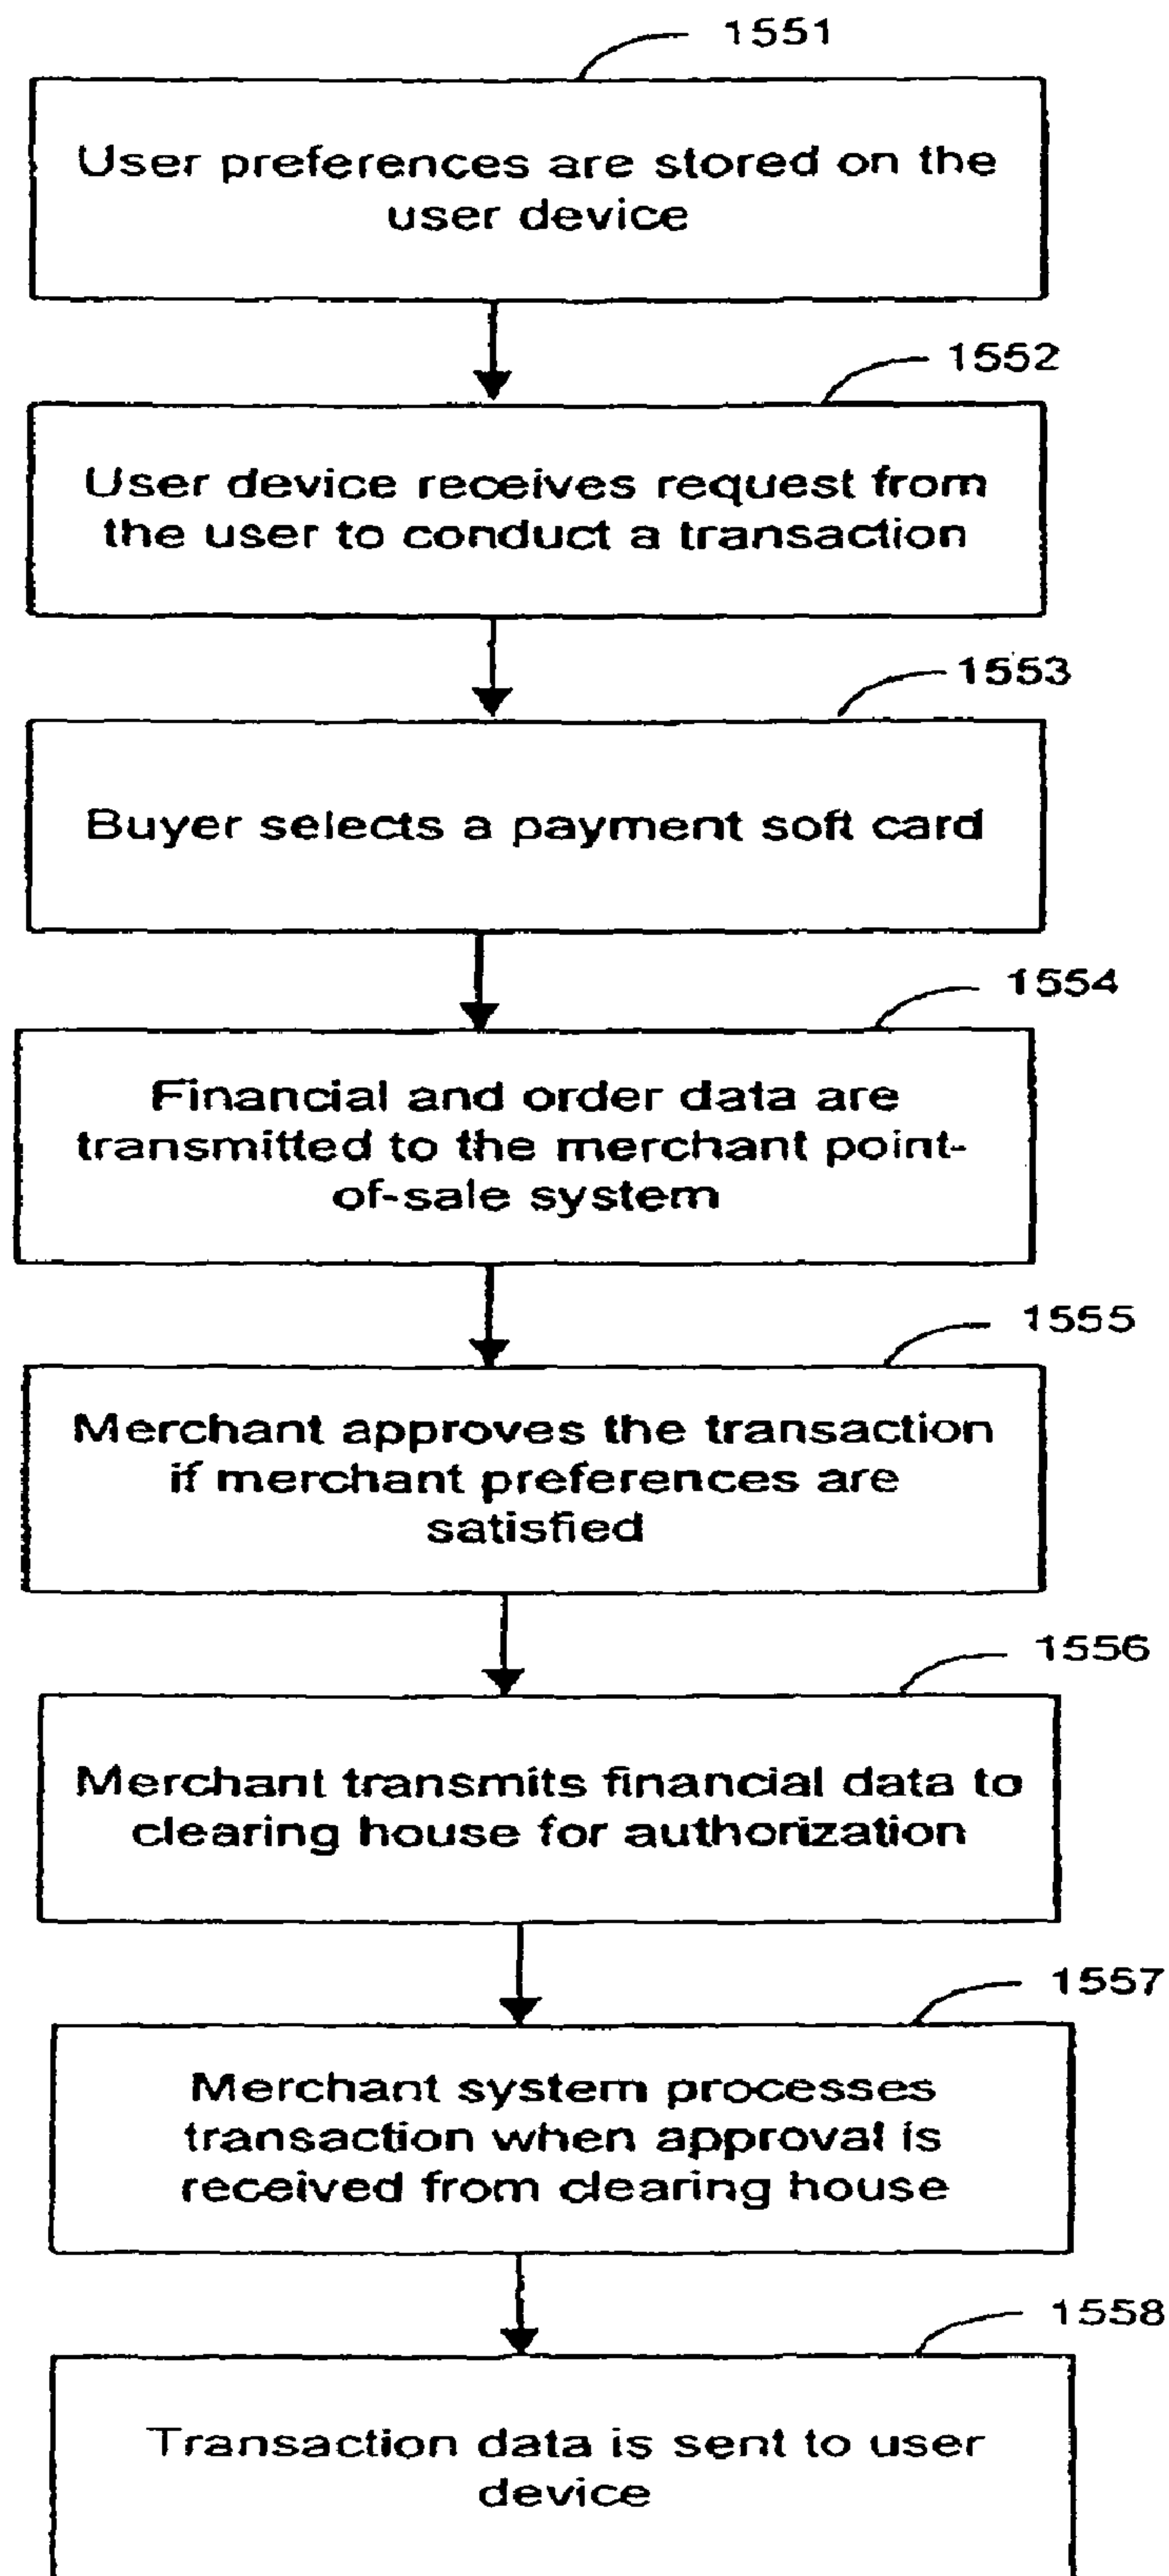 1551
User preferences are stored on the
user device
1552
User device receives request from
the user to conduct a transaction
1553
Buyer selects a payment soft card
1554
Financial and order data are
transmitted to the merchant point-
of-sale system
1555
Merchant approves the transaction
if merchant preferences are
satisfied
1556
Merchant transmits financial data to
clearing house for authorization
1557
Merchant system processes
transaction when approval is
received from clearing house
1558
Transaction data is sent to user
device